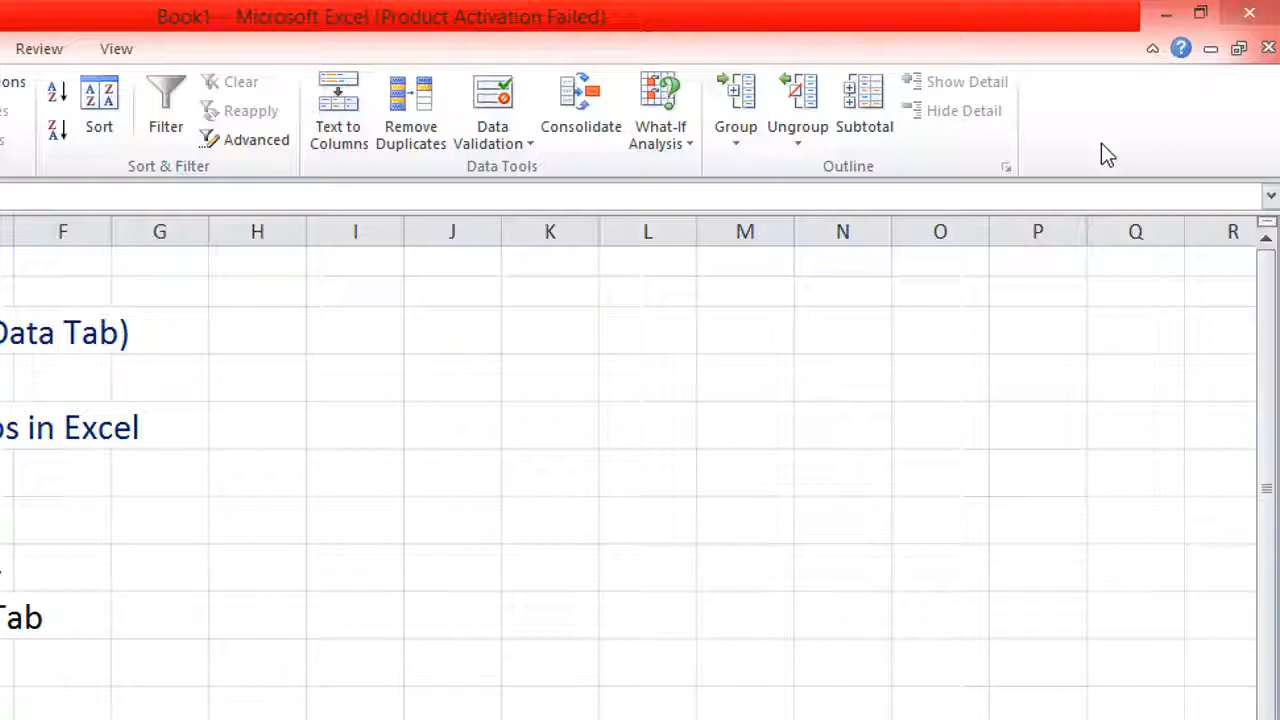 Book1 - Microsoft Excel (Product Activation Failed)
Review View
Sort
Filter
Clear
Reapply
Advanced
Sort & Filter
Text to
Columns
Remove
Duplicates
Data
Validation
Consolidate
What-If
Analysis
Data Tools
Group
Ungroup
Subtotal
Show Detail
Hide Detail
Outline
F G H I J K L M N O P Q R
Data Tab)
os in Excel
Tab